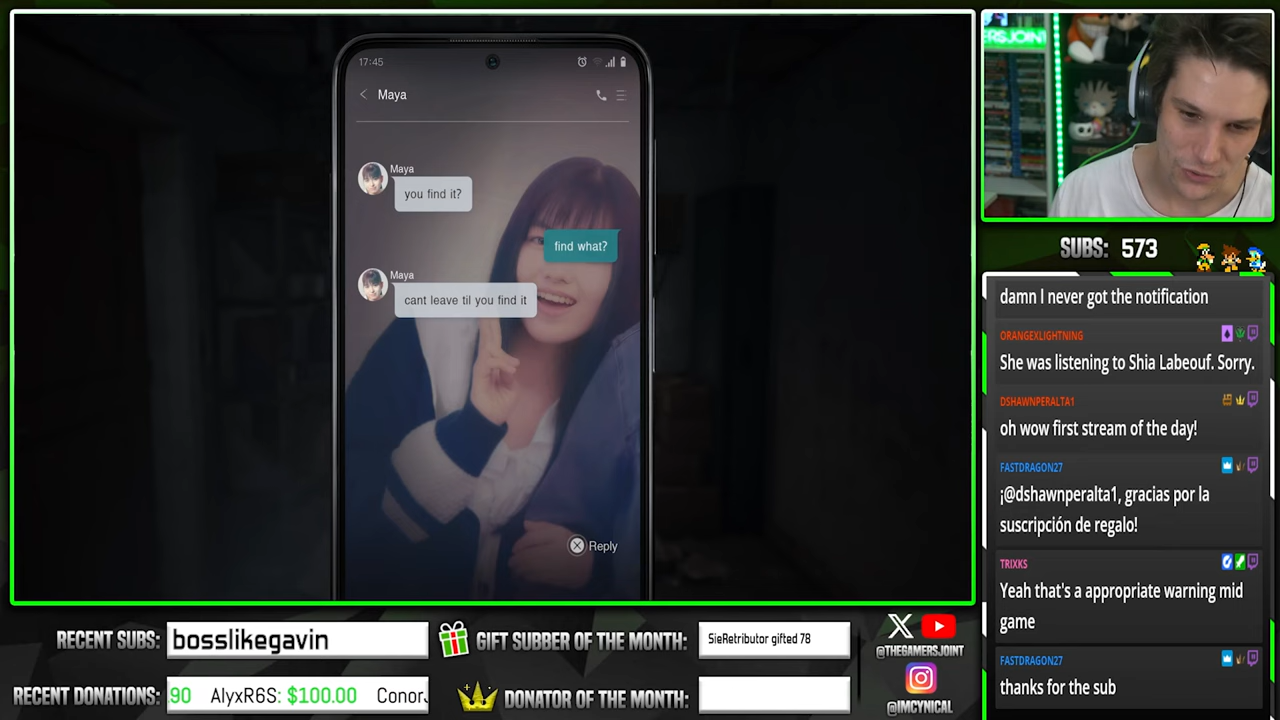 17:45
Maya
Maya
you find it?
find what?
Maya
cant leave til you find it
Reply
ERSJOINT
SUBS: 573
damn I never got the notification
ORANGEXLIGHTNING
She was listening to Shia Labeouf. Sorry.
DSHAWNPERALTA1
oh wow first stream of the day!
FASTDRAGON27
¡@dshawnperalta1, gracias por la
suscripción de regalo!
TRIXKS
Yeah that's a appropriate warning mid
game
FASTDRAGON27
thanks for the sub
RECENT SUBS: bosslikegavin
GIFT SUBBER OF THE MONTH: SieRetributor gifted 78
@THEGAMERSJOINT
RECENT DONATIONS: .90 AlyxR6S: $100.00 Conor
DONATOR OF THE MONTH:
@IMCYNICAL